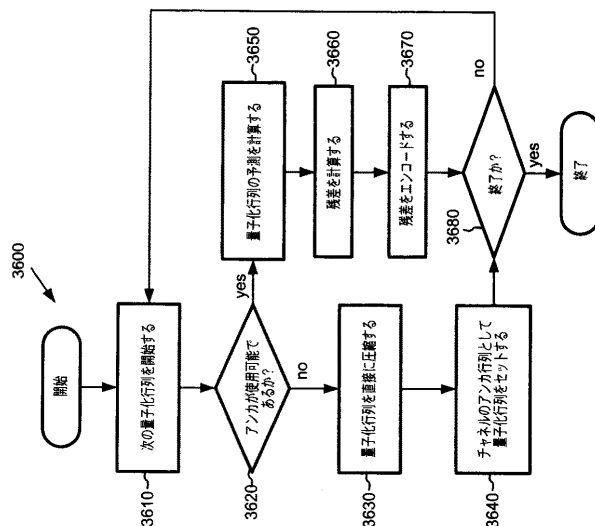 3600
開始
3610
次の量子化行列を開始する
3620
アンカが使用可能で
あるか?
yes
no
3650
量子化行列の予測を計算する
3660
残差を計算する
3670
残差をエンコードする
3630
量子化行列を直接に圧縮する
3640
チャネルのアンカ行列として
量子化行列をセットする
3680
終了か?
no
yes
終了